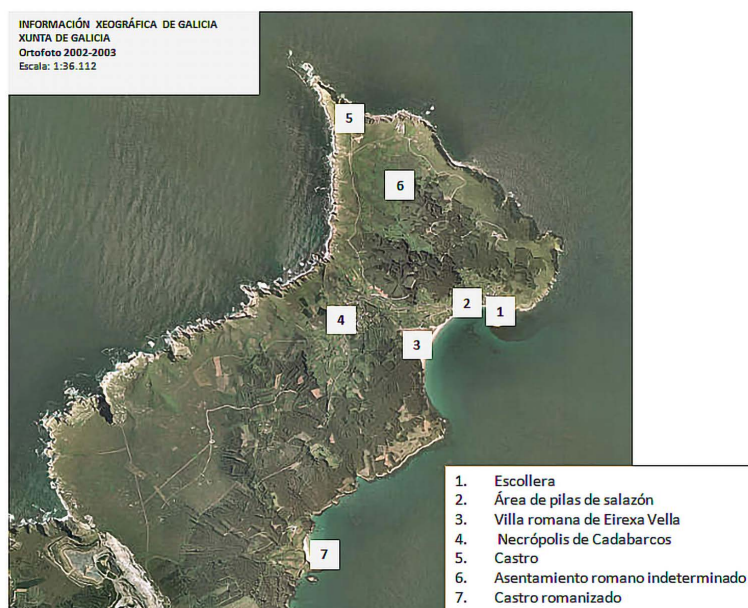 INFORMACIÓN XEOGRÁFICA DE GALICIA
XUNTA DE GALICIA
Ortofoto 2002-2003
Escala: 1:36.112
5
6
2
1
4
3
7
1. Escollera
2. Área de pilas de salazón
3. Villa romana de Eirexa Vella
4. Necrópolis de Cadabarcos
5. Castro
6. Asentamiento romano indeterminado
7. Castro romanizado